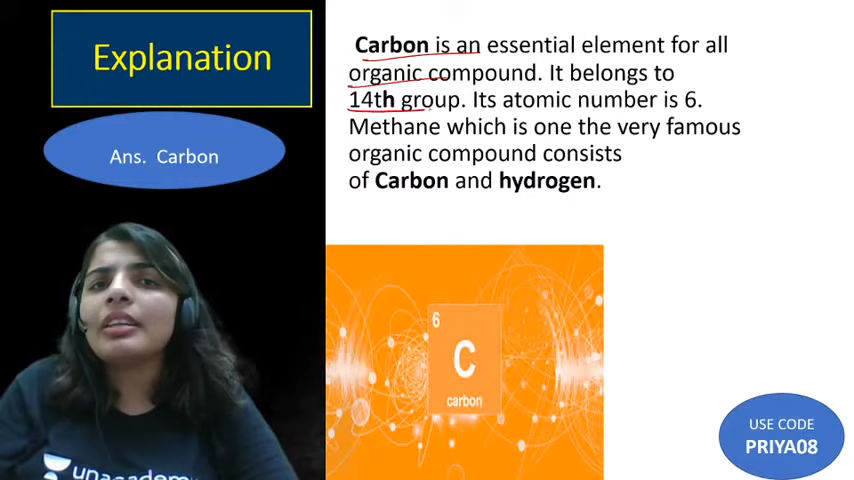 Explanation
Ans. Carbon
Carbon is an essential element for all
organic compound. It belongs to
14th group. Its atomic number is 6.
Methane which is one the very famous
organic compound consists
of Carbon and hydrogen.
6
C
carbon
unacademy
USE CODE
PRIYA08